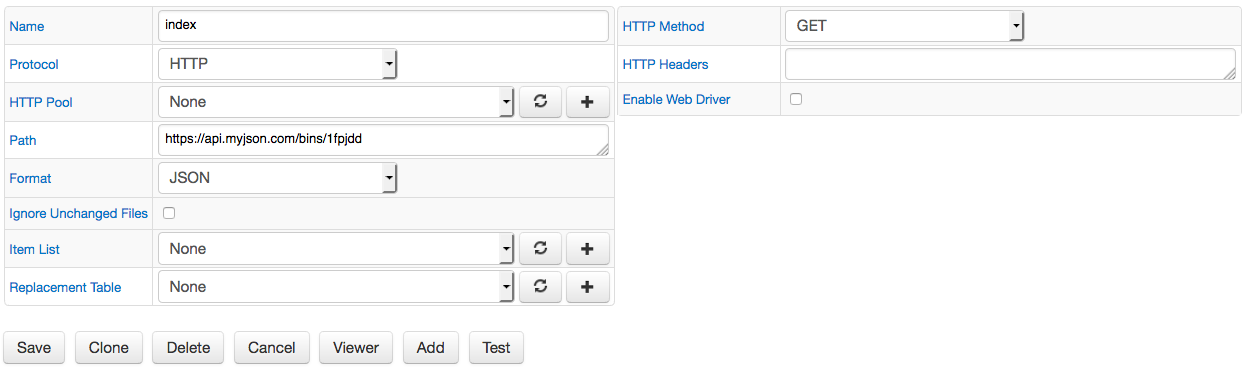 Name index
Protocol HTTP
HTTP Pool None
Path https://api.myjson.com/bins/1fpjdd
Format JSON
Ignore Unchanged Files
Item List None
Replacement Table None
HTTP Method GET
HTTP Headers
Enable Web Driver
Save Clone Delete Cancel Viewer Add Test